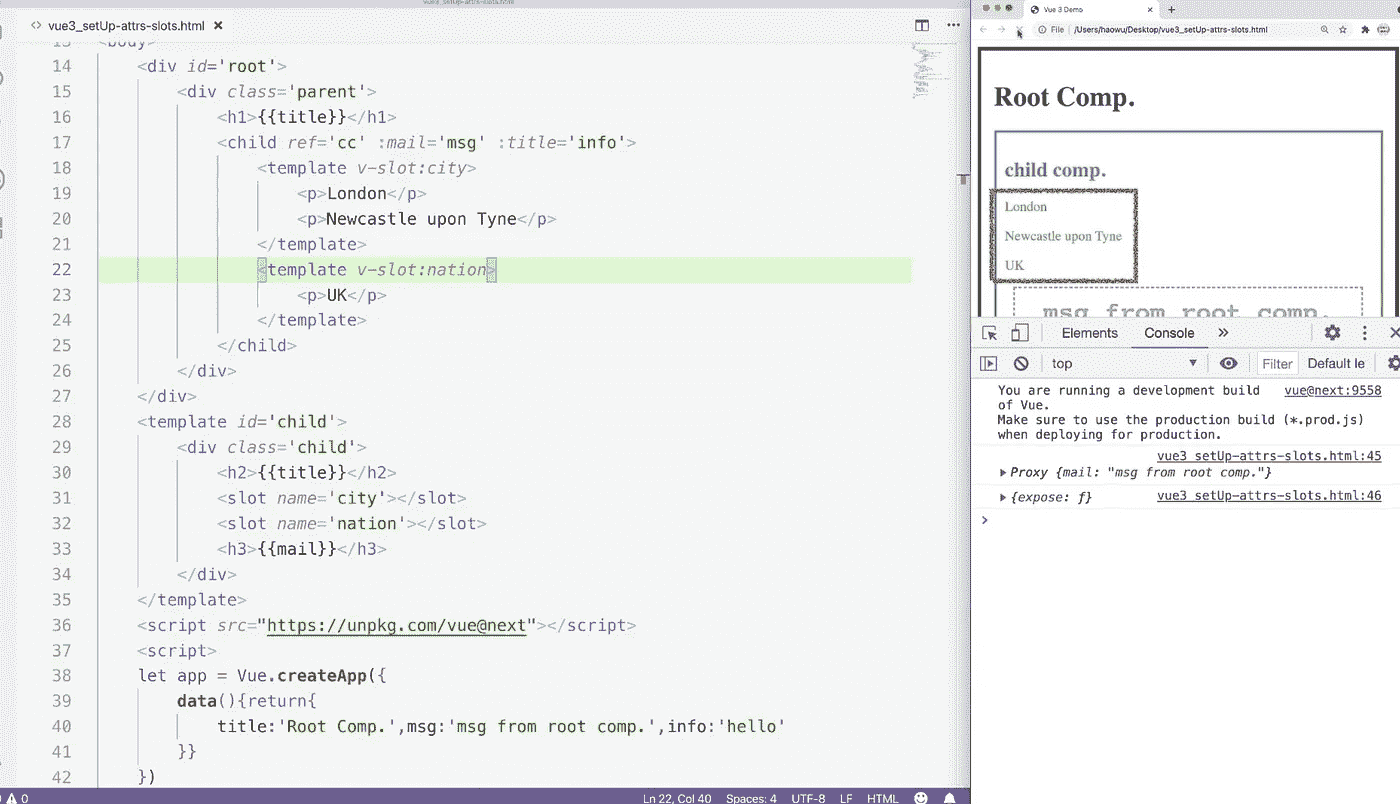 vue3_setUp-attrs-slots.html
<> vue3_setUp-attrs-slots.html ×
13 <body>
14 <div id='root'>
15 <div class='parent'>
16 <h1>{{title}}</h1>
17 <child ref='cc' :mail='msg' :title='info'>
18 <template v-slot:city>
19 <p>London</p>
20 <p>Newcastle upon Tyne</p>
21 </template>
22 <template v-slot:nation>
23 <p>UK</p>
24 </template>
25 </child>
26 </div>
27 </div>
28 <template id='child'>
29 <div class='child'>
30 <h2>{{title}}</h2>
31 <slot name='city'></slot>
32 <slot name='nation'></slot>
33 <h3>{{mail}}</h3>
34 </div>
35 </template>
36 <script src="https://unpkg.com/vue@next"></script>
37 <script>
38 let app = Vue.createApp({
39 data(){return{
40 title:'Root Comp.',msg:'msg from root comp.',info:'hello'
41 }}
42 })
0 Ln 22, Col 40 Spaces: 4 UTF-8 LF HTML
Vue 3 Demo
File /Users/haowu/Desktop/vue3_setUp-attrs-slots.html
Root Comp.
child comp.
London
Newcastle upon Tyne
UK
msg from root comp.
Elements Console »
top Filter Default le
You are running a development build vue@next:9558
of Vue.
Make sure to use the production build (*.prod.js)
when deploying for production.
vue3 setUp-attrs-slots.html:45
Proxy {mail: "msg from root comp."}
{expose: ƒ} vue3 setUp-attrs-slots.html:46